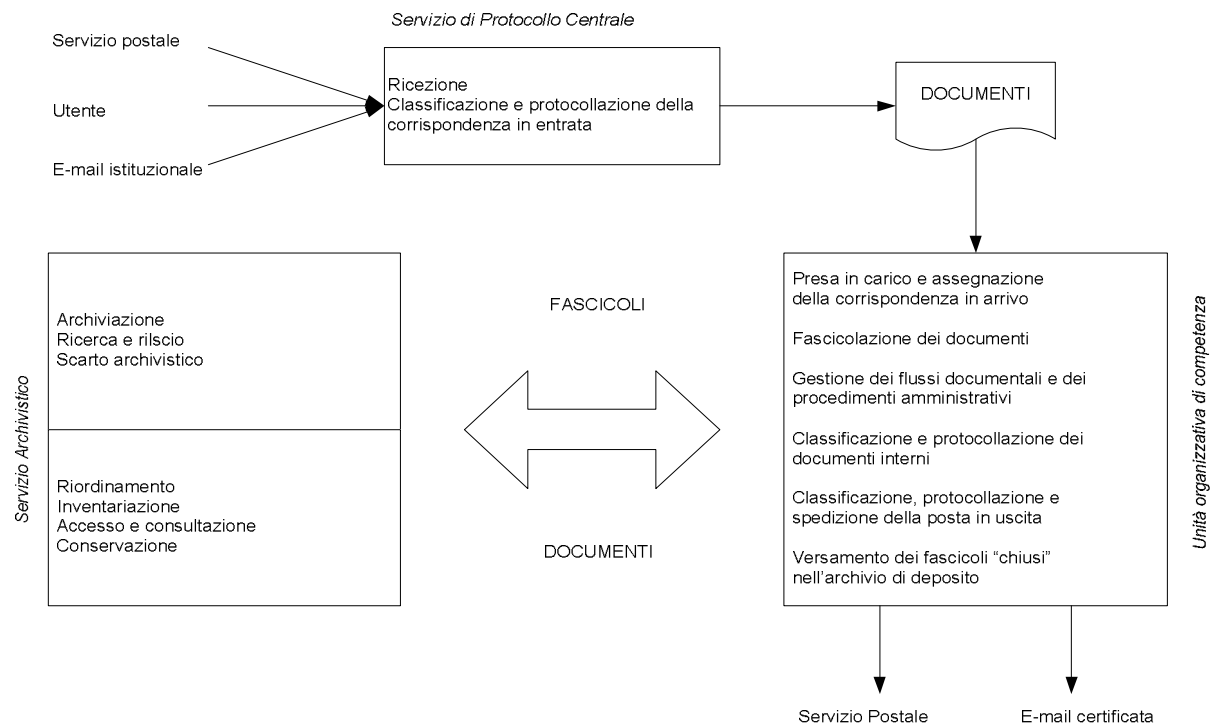 Servizio di Protocollo Centrale
Servizio postale
Utente
E-mail istituzionale
Ricezione
Classificazione e protocollazione della
corrispondenza in entrata
DOCUMENTI
Servizio Archivistico
Archiviazione
Ricerca e rilscio
Scarto archivistico
Riordinamento
Inventariazione
Accesso e consultazione
Conservazione
FASCICOLI
DOCUMENTI
Presa in carico e assegnazione
della corrispondenza in arrivo
Fascicolazione dei documenti
Gestione dei flussi documentali e dei
procedimenti amministrativi
Classificazione e protocollazione dei
documenti interni
Classificazione, protocollazione e
spedizione della posta in uscita
Versamento dei fascicoli “chiusi”
nell’archivio di deposito
Unità organizzativa di competenza
Servizio Postale
E-mail certificata